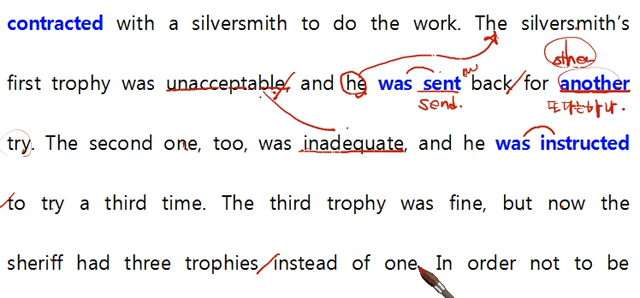 contracted with a silversmith to do the work. The silversmith's
other
first trophy was unacceptable, and he was sent back for another
send.
또다른하나.
try. The second one, too, was inadequate, and he was instructed
to try a third time. The third trophy was fine, but now the
sheriff had three trophies instead of one. In order not to be